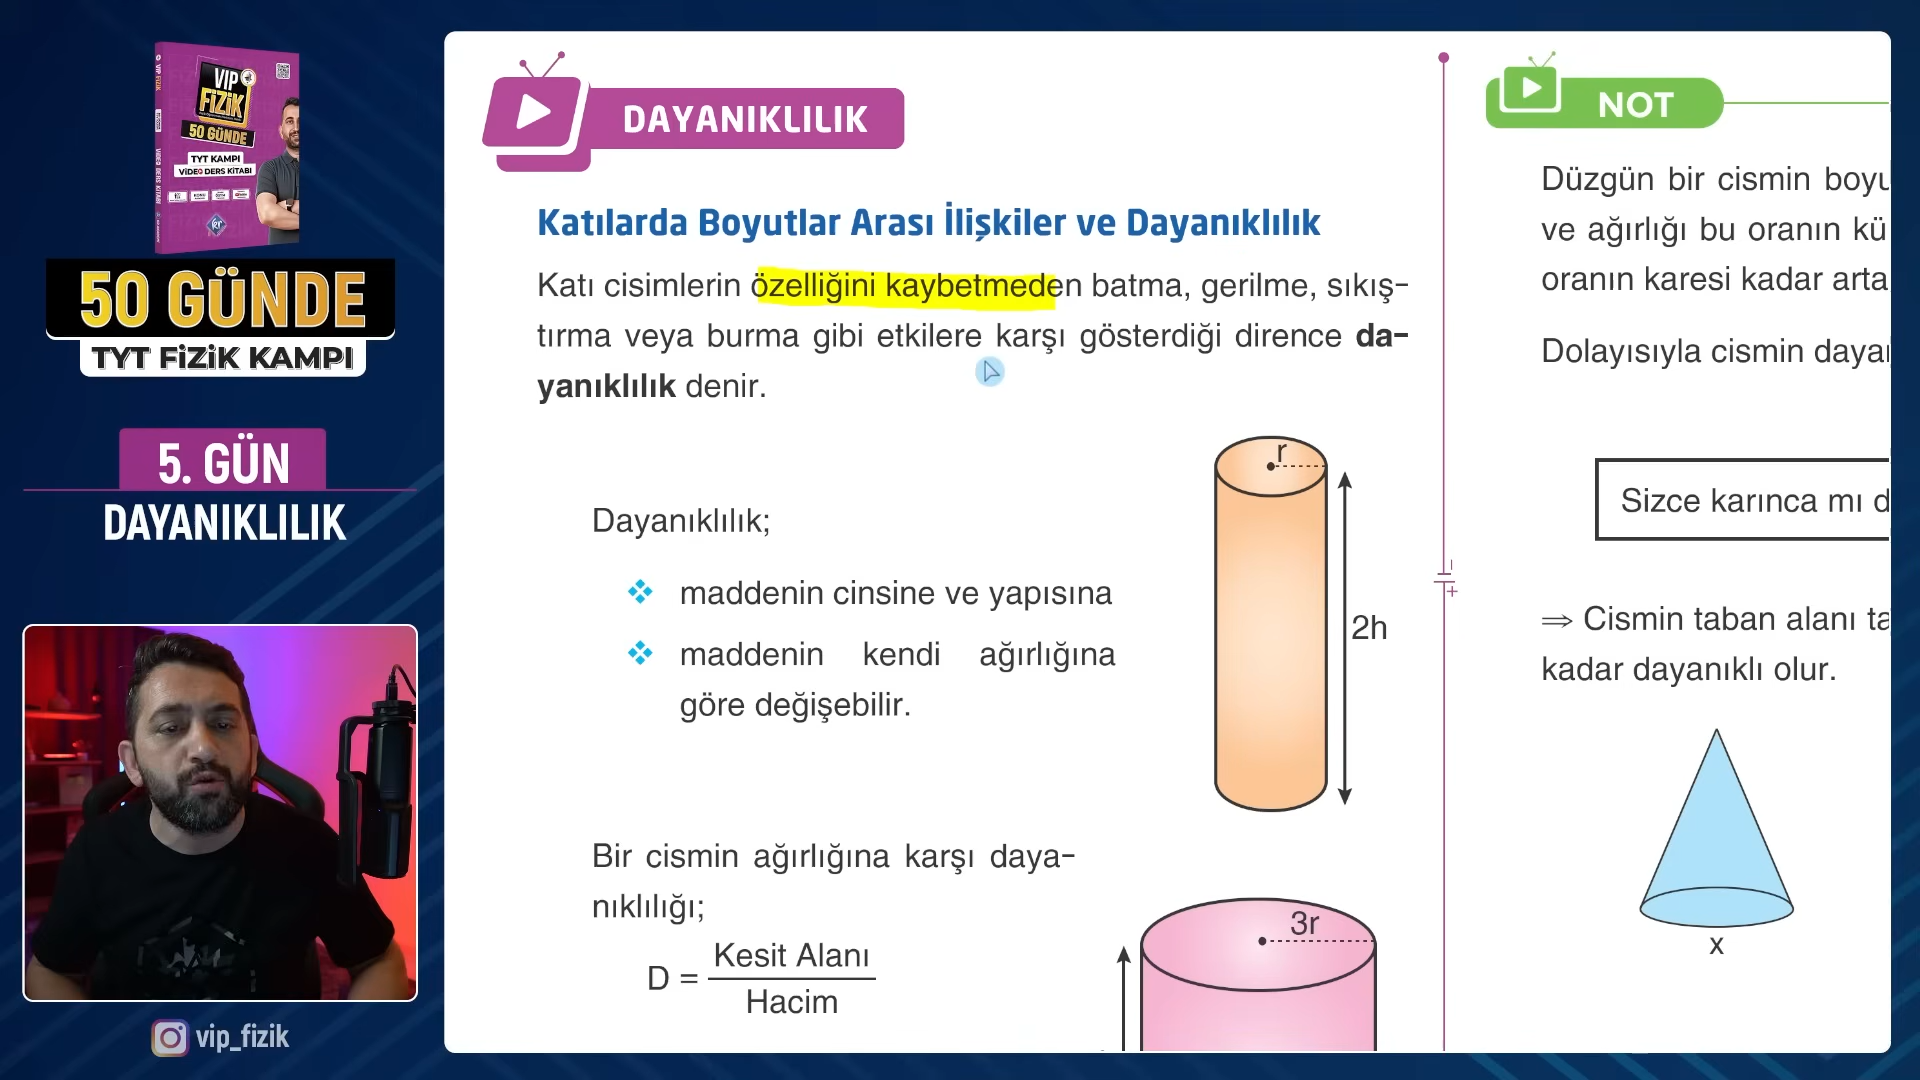 VIP
FiZiK
50 GÜNDE
TYT KAMPI
VİDEO DERS KİTABI
50 GÜNDE
TYT FiZiK KAMPI
5. GÜN
DAYANIKLILIK
vip_fizik
DAYANIKLILIK
Katılarda Boyutlar Arası İlişkiler ve Dayanıklılık
Katı cisimlerin özelliğini kaybetmeden batma, gerilme, sıkış-
tırma veya burma gibi etkilere karşı gösterdiği dirence da-
yanıklılık denir.
Dayanıklılık;
❖ maddenin cinsine ve yapısına
❖ maddenin kendi ağırlığına
göre değişebilir.
r
2h
Bir cismin ağırlığına karşı daya-
nıklılığı;
D = Kesit Alanı
Hacim
3r
NOT
Düzgün bir cismin boyu
ve ağırlığı bu oranın kü
oranın karesi kadar arta
Dolayısıyla cismin daya
Sizce karınca mı d
⇒ Cismin taban alanı ta
kadar dayanıklı olur.
x